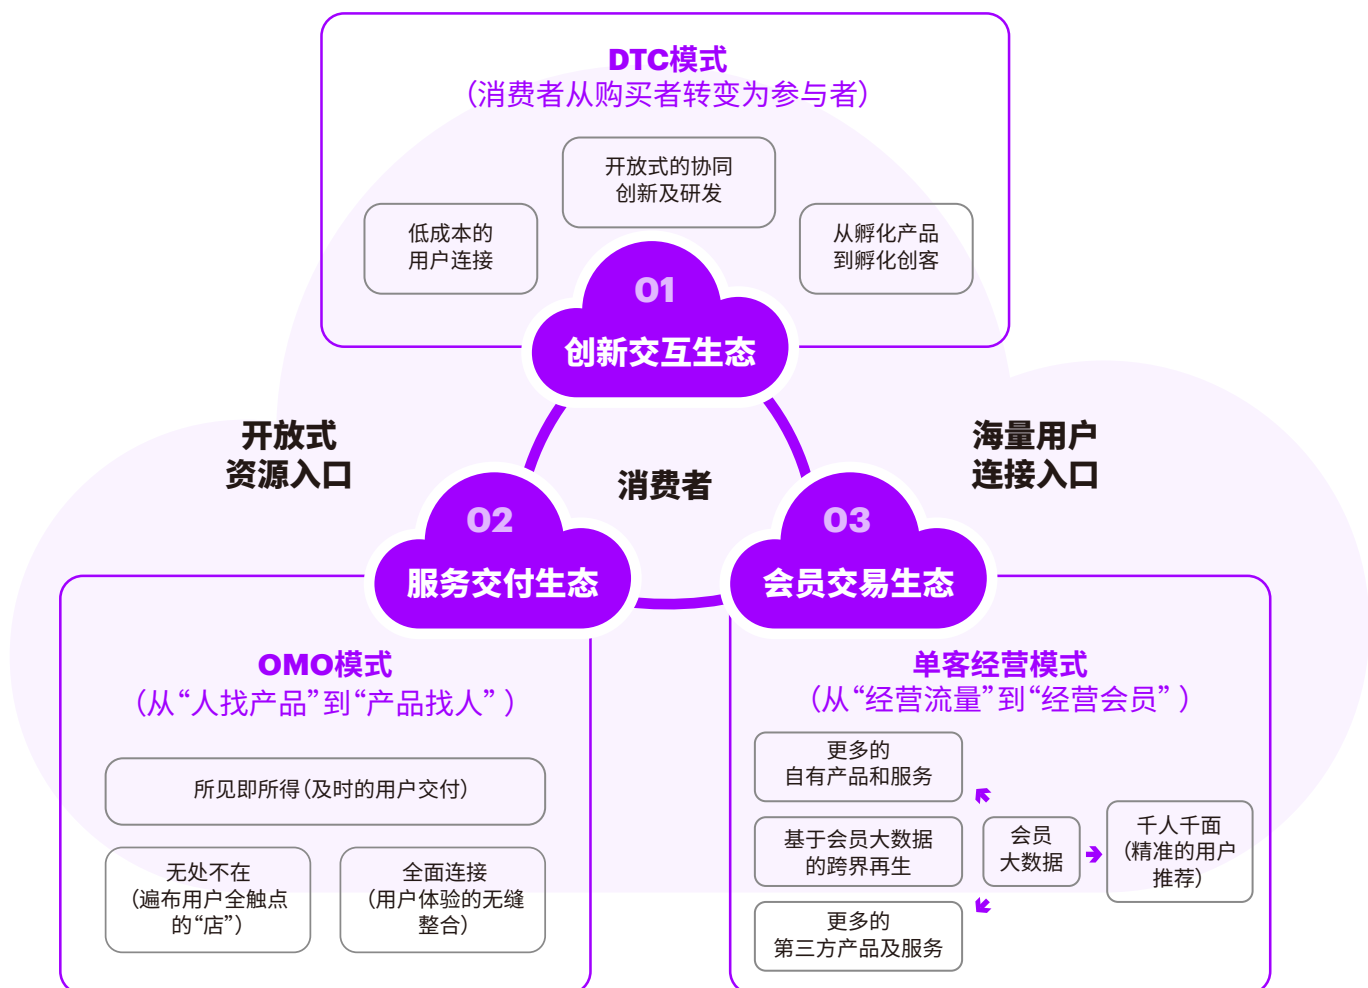 DTC模式
（消费者从购买者转变为参与者）
开放式的协同
创新及研发
低成本的
用户连接
从孵化产品
到孵化创客
01
创新交互生态
开放式
资源入口
海量用户
连接入口
消费者
02
服务交付生态
03
会员交易生态
OMO模式
（从“人找产品”到“产品找人”）
所见即所得（及时的用户交付）
无处不在
（遍布用户全触点
的“店”）
全面连接
（用户体验的无缝
整合）
单客经营模式
（从“经营流量”到“经营会员”）
更多的
自有产品和服务
基于会员大数据
的跨界再生
更多的
第三方产品及服务
会员
大数据
千人千面
（精准的用户
推荐）